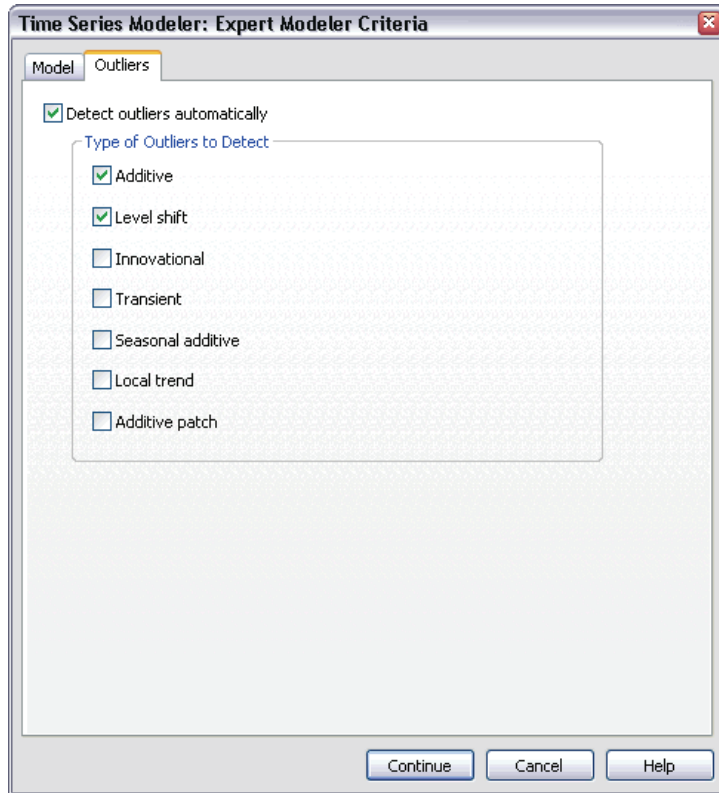 Time Series Modeler: Expert Modeler Criteria
Model Outliers
Detect outliers automatically
Type of Outliers to Detect
Additive
Level shift
Innovational
Transient
Seasonal additive
Local trend
Additive patch
Continue Cancel Help